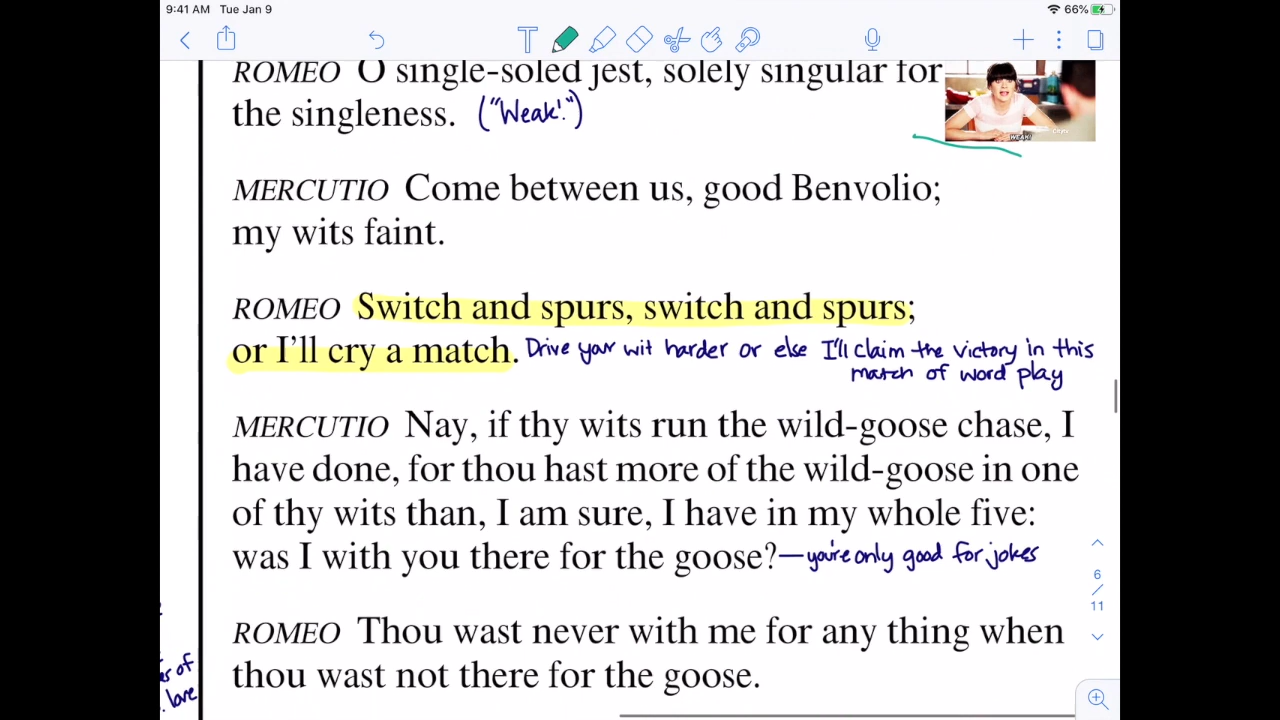 9:41 AM Tue Jan 9 66%
ROMEO O single-soled jest, solely singular for
the singleness. ("Weak!")
WEAK!
MERCUTIO Come between us, good Benvolio;
my wits faint.
ROMEO Switch and spurs, switch and spurs;
or I'll cry a match. Drive your wit harder or else I'll claim the victory in this
match of word play
MERCUTIO Nay, if thy wits run the wild-goose chase, I
have done, for thou hast more of the wild-goose in one
of thy wits than, I am sure, I have in my whole five:
was I with you there for the goose?—you're only good for jokes
6
/
11
ROMEO Thou wast never with me for any thing when
thou wast not there for the goose.
of
love